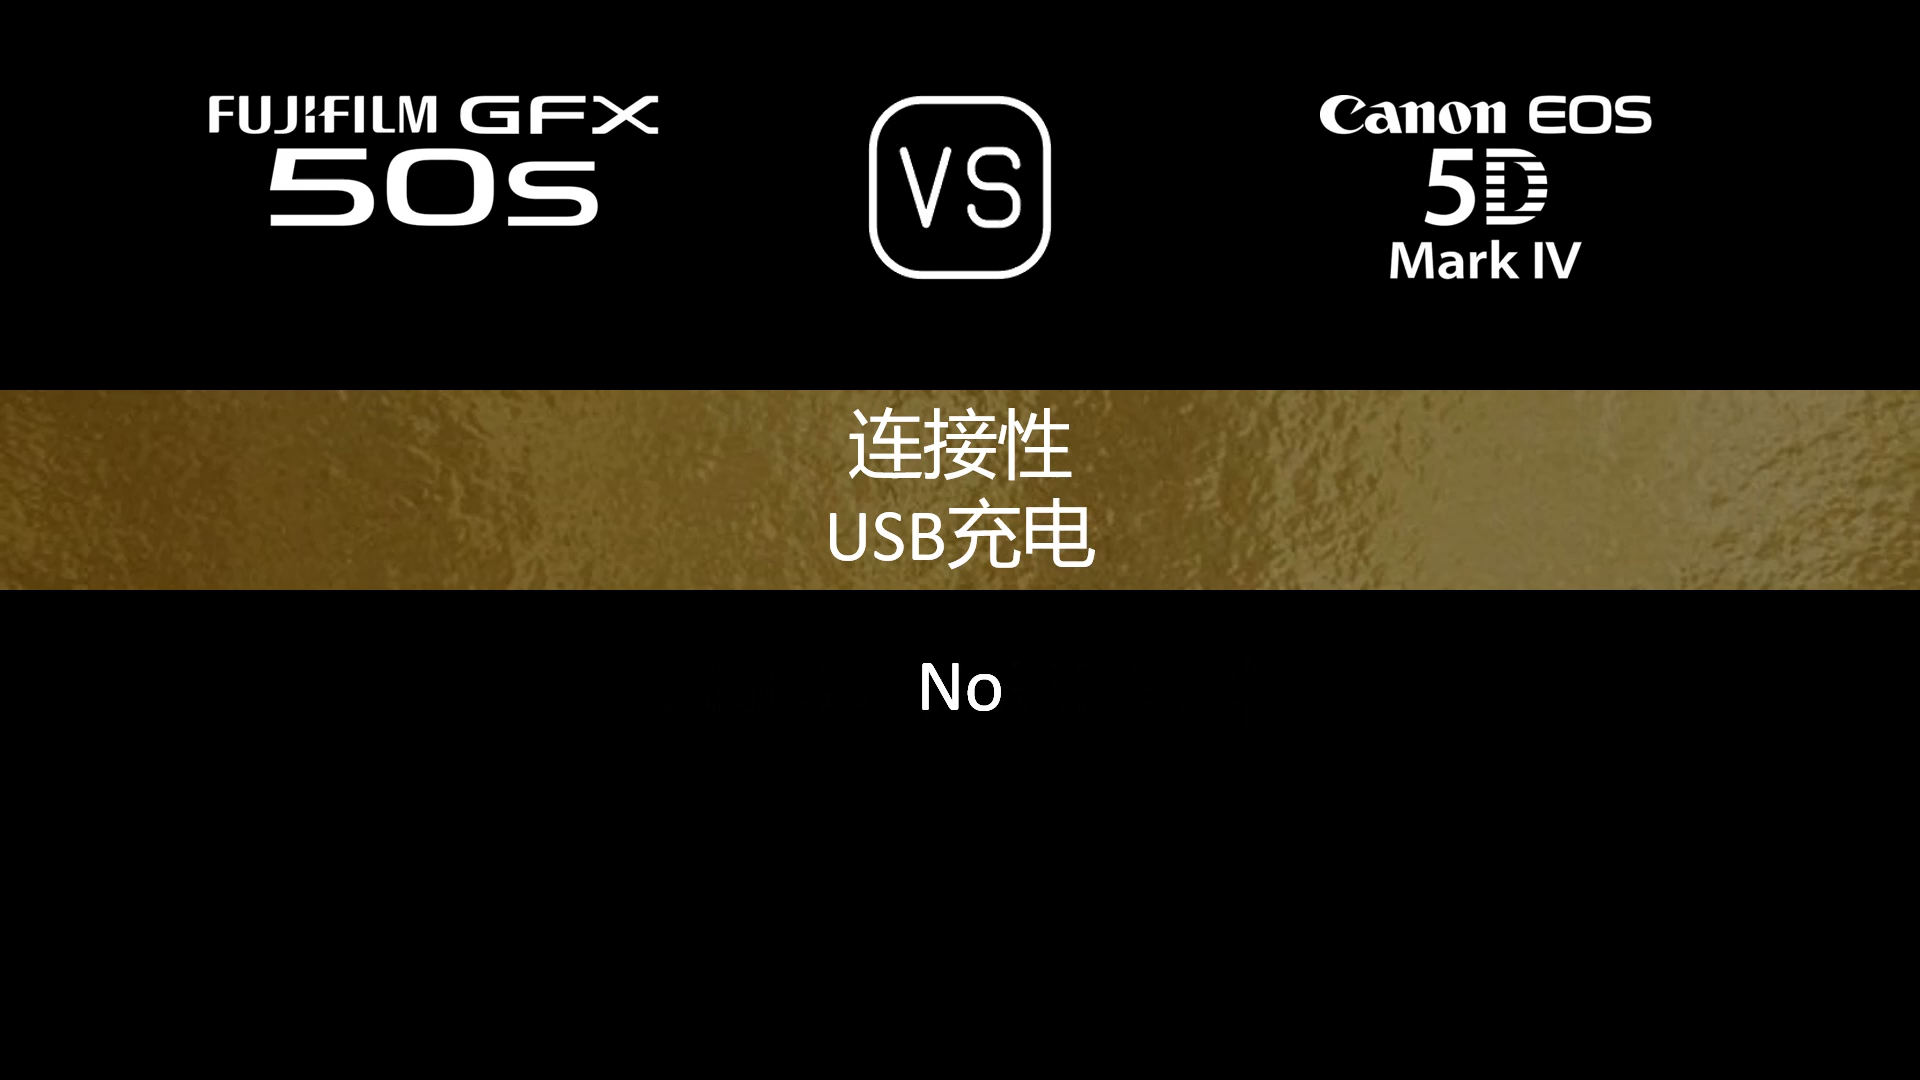 FUJIFILM GFX
50S
VS
Canon EOS
5D
Mark IV
连接性
USB充电
No